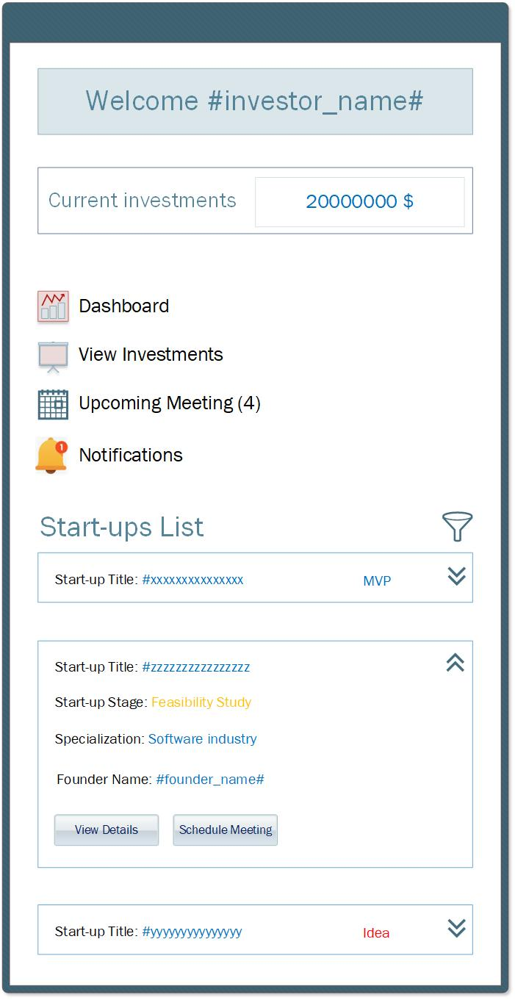 Welcome #investor_name#
Current investments 20000000 $
Dashboard
View Investments
Upcoming Meeting (4)
1
Notifications
Start-ups List
Start-up Title: #xxxxxxxxxxxxxxx MVP
Start-up Title: #zzzzzzzzzzzzzzzz
Start-up Stage: Feasibility Study
Specialization: Software industry
Founder Name: #founder_name#
View Details Schedule Meeting
Start-up Title: #yyyyyyyyyyyyyyy Idea